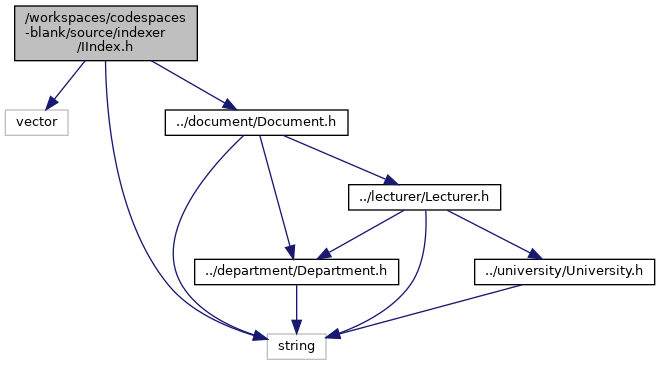 /workspaces/codespaces
-blank/source/indexer
/IIndex.h
vector
../document/Document.h
../lecturer/Lecturer.h
../department/Department.h
../university/University.h
string